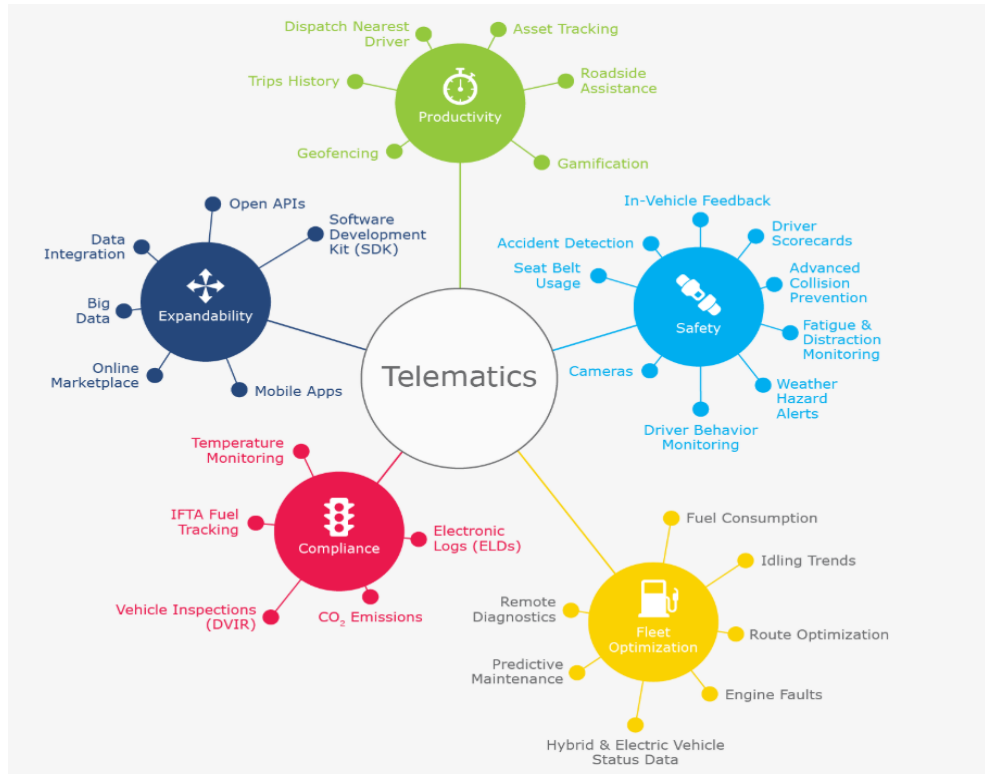 Dispatch Nearest
Driver
Asset Tracking
Trips History
Roadside
Assistance
Productivity
Geofencing
Gamification
Open APIs
Software
Development
Kit (SDK)
Data
Integration
Big
Data
Expandability
Online
Marketplace
Mobile Apps
In-Vehicle Feedback
Accident Detection
Driver
Scorecards
Seat Belt
Usage
Advanced
Collision
Prevention
Safety
Fatigue &
Distraction
Monitoring
Cameras
Weather
Hazard
Alerts
Driver Behavior
Monitoring
Telematics
Temperature
Monitoring
IFTA Fuel
Tracking
Compliance
Electronic
Logs (ELDs)
Vehicle Inspections
(DVIR)
CO₂ Emissions
Fuel Consumption
Idling Trends
Remote
Diagnostics
Fleet
Optimization
Route Optimization
Predictive
Maintenance
Engine Faults
Hybrid & Electric Vehicle
Status Data